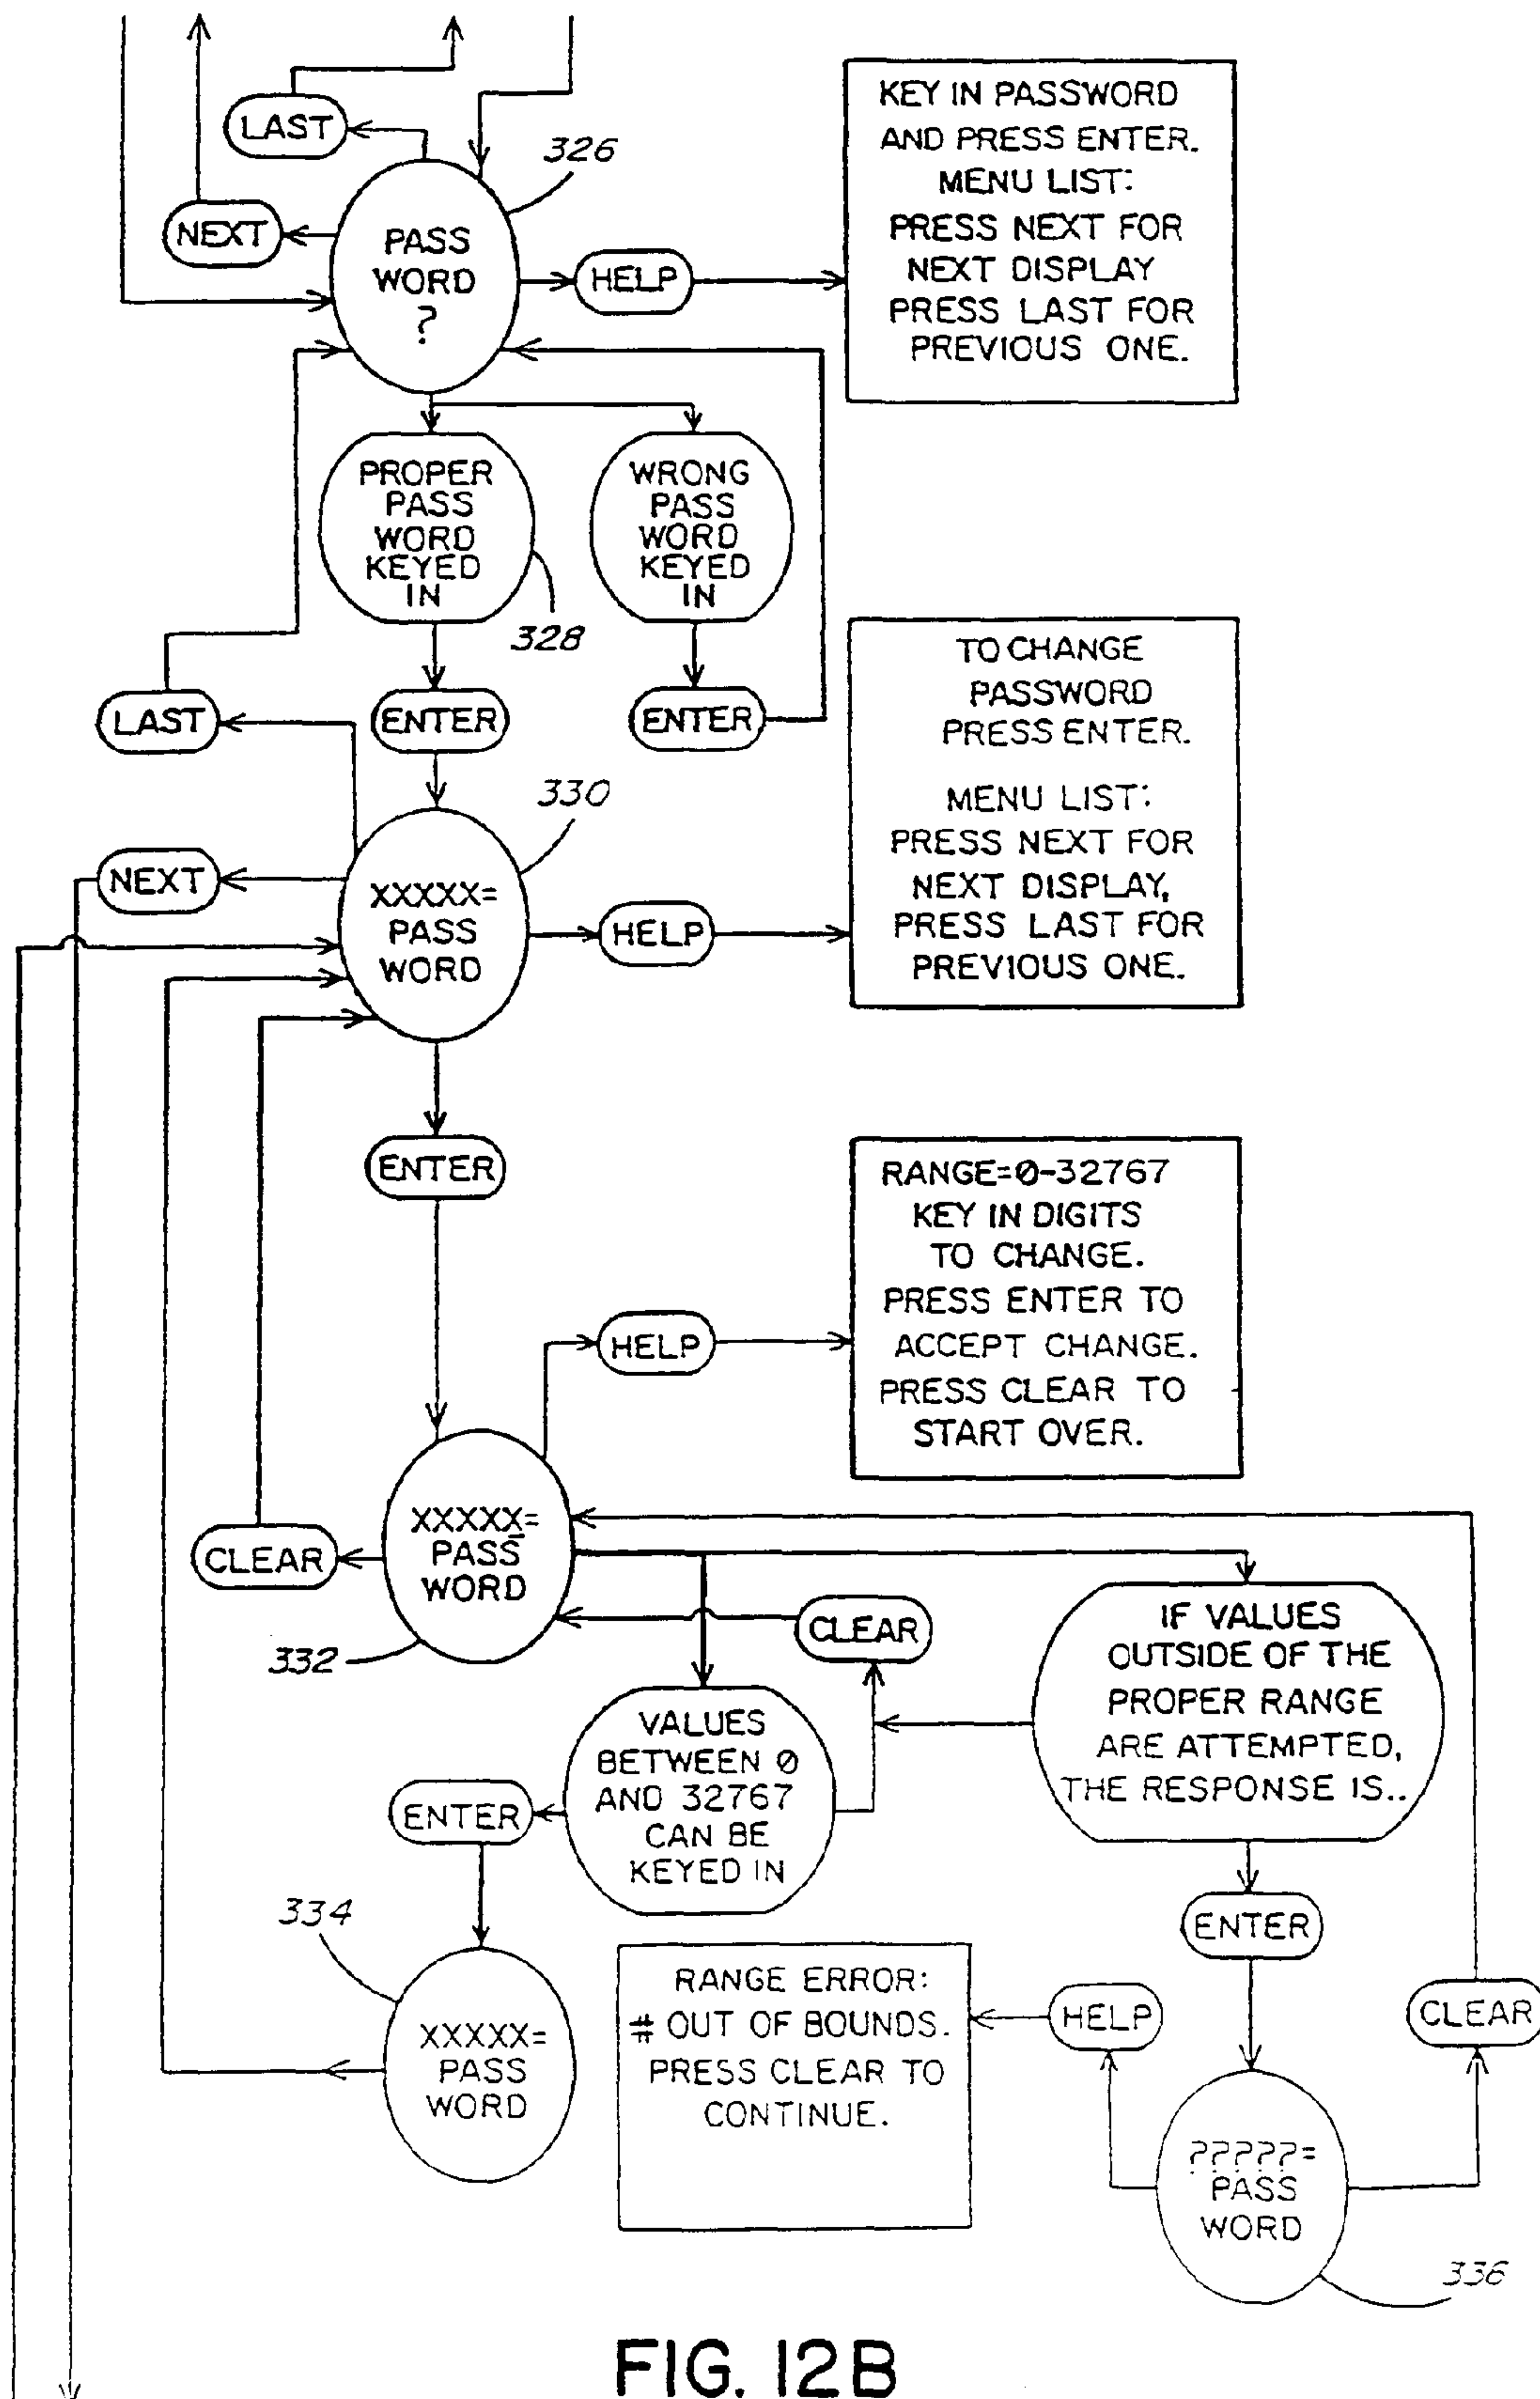 LAST
326
NEXT
PASS
WORD
?
HELP
KEY IN PASSWORD
AND PRESS ENTER.
MENU LIST:
PRESS NEXT FOR
NEXT DISPLAY
PRESS LAST FOR
PREVIOUS ONE.
PROPER
PASS
WORD
KEYED
IN
328
WRONG
PASS
WORD
KEYED
IN
LAST
ENTER
ENTER
TO CHANGE
PASSWORD
PRESS ENTER.
MENU LIST:
PRESS NEXT FOR
NEXT DISPLAY,
PRESS LAST FOR
PREVIOUS ONE.
330
NEXT
XXXXX=
PASS
WORD
HELP
ENTER
RANGE=0-32767
KEY IN DIGITS
TO CHANGE.
PRESS ENTER TO
ACCEPT CHANGE.
PRESS CLEAR TO
START OVER.
HELP
CLEAR
XXXXX=
PASS
WORD
332
CLEAR
IF VALUES
OUTSIDE OF THE
PROPER RANGE
ARE ATTEMPTED,
THE RESPONSE IS..
VALUES
BETWEEN 0
AND 32767
CAN BE
KEYED IN
ENTER
334
XXXXX=
PASS
WORD
RANGE ERROR:
# OUT OF BOUNDS.
PRESS CLEAR TO
CONTINUE.
ENTER
HELP
CLEAR
?????=
PASS
WORD
336
FIG. 12B